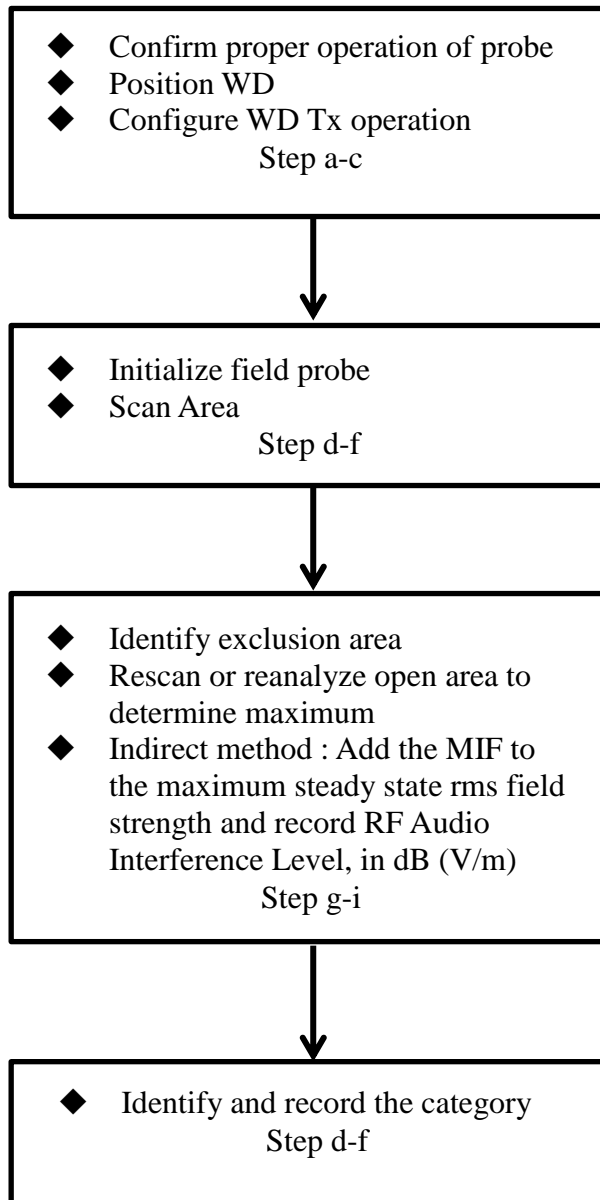 ◆ Confirm proper operation of probe
◆ Position WD
◆ Configure WD Tx operation
Step a-c
◆ Initialize field probe
◆ Scan Area
Step d-f
◆ Identify exclusion area
◆ Rescan or reanalyze open area to
determine maximum
◆ Indirect method : Add the MIF to
the maximum steady state rms field
strength and record RF Audio
Interference Level, in dB (V/m)
Step g-i
◆ Identify and record the category
Step d-f